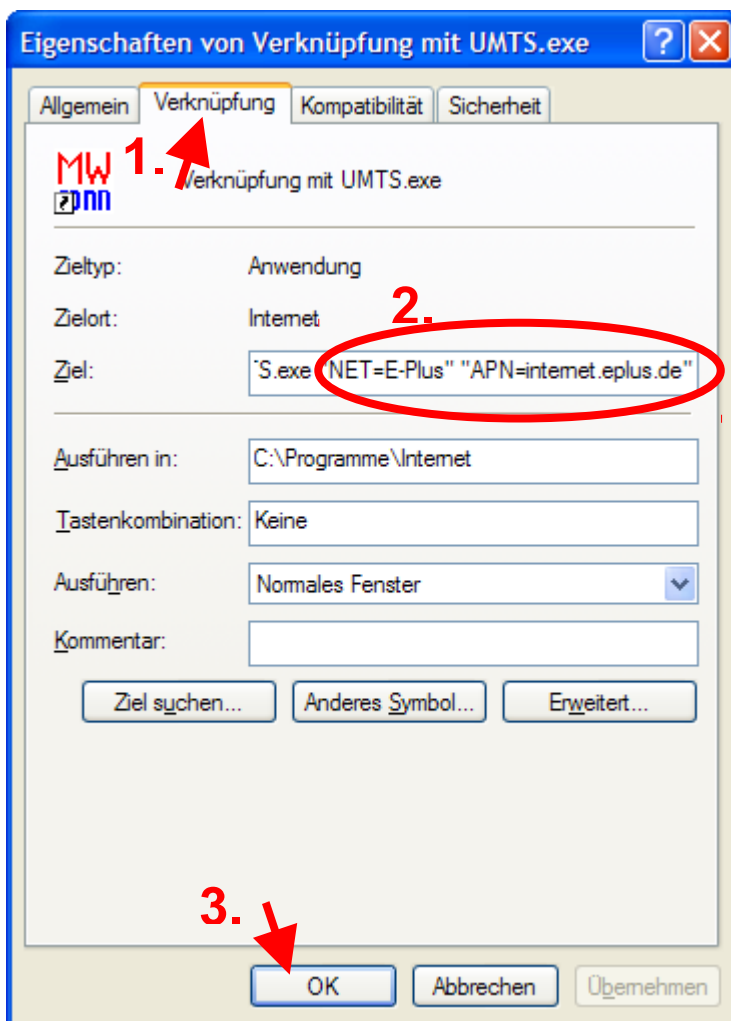 Eigenschaften von Verknüpfung mit UMTS.exe
Allgemein Verknüpfung Kompatibilität Sicherheit
1.
MW
Verknüpfung mit UMTS.exe
Zieltyp: Anwendung
Zielort: Internet
2.
Ziel: S.exe "NET=E-Plus" "APN=internet.eplus.de"
Ausführen in: C:\Programme\Internet
Tastenkombination: Keine
Ausführen: Normales Fenster
Kommentar:
Ziel suchen... Anderes Symbol... Erweitert...
3.
OK Abbrechen Übernehmen